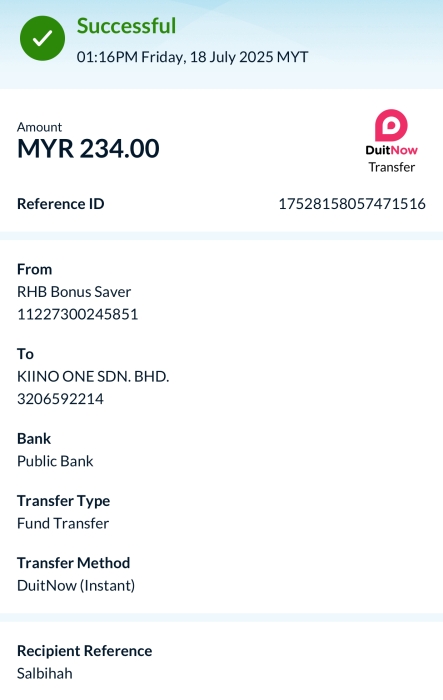 Successful
01:16PM Friday, 18 July 2025 MYT
Amount
MYR 234.00
DuitNow
Transfer
Reference ID
17528158057471516
From
RHB Bonus Saver
11227300245851
To
KIINO ONE SDN. BHD.
3206592214
Bank
Public Bank
Transfer Type
Fund Transfer
Transfer Method
DuitNow (Instant)
Recipient Reference
Salbihah